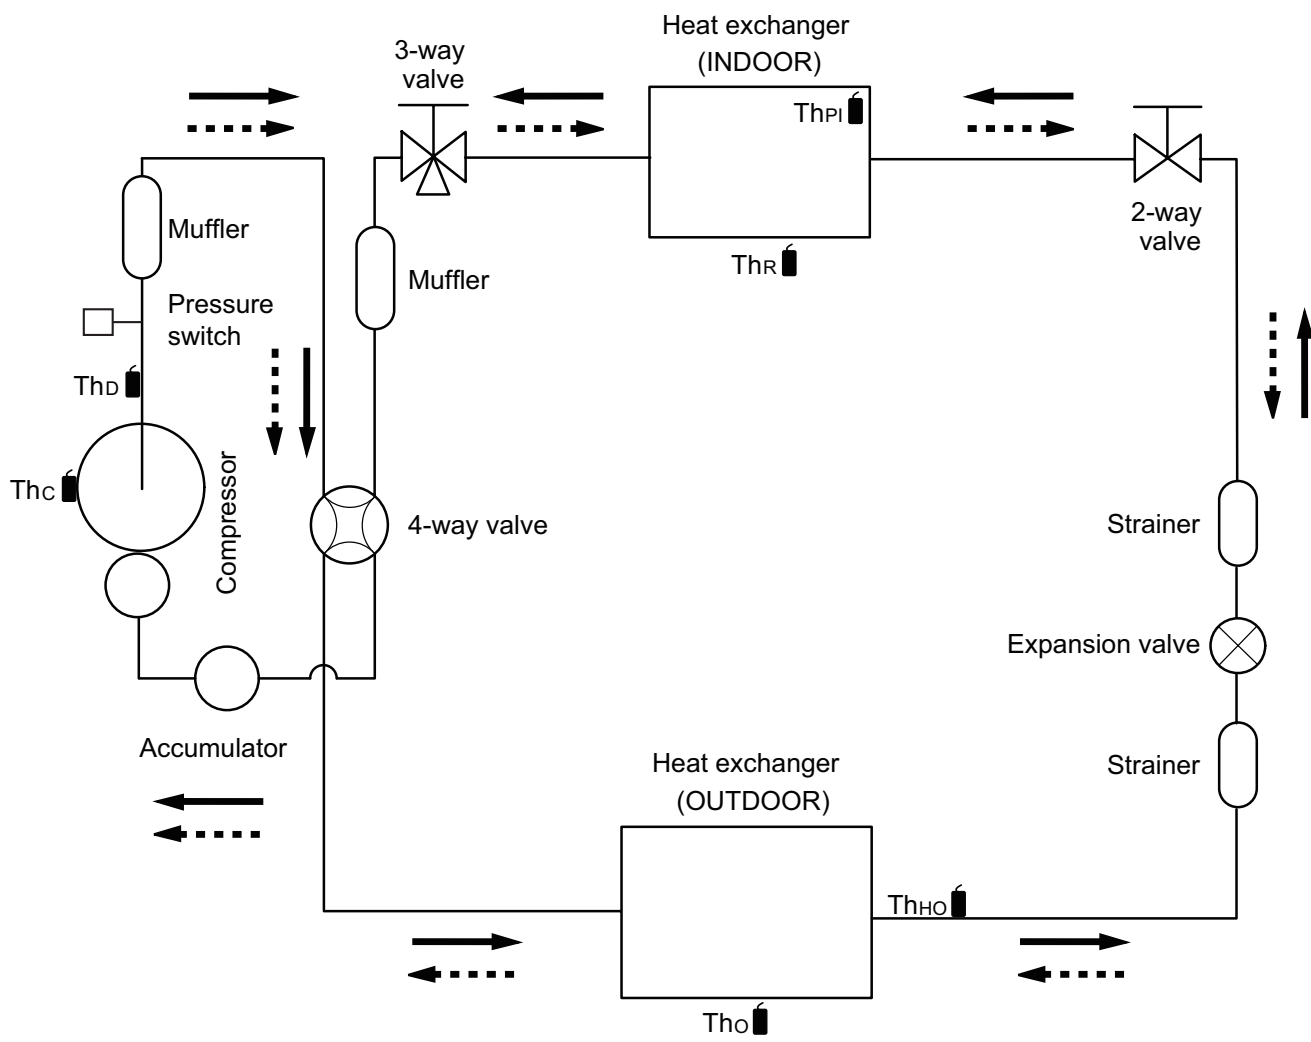 Heat exchanger
(INDOOR)
3-way
valve
ThPI
Muffler
2-way
valve
ThR
Muffler
Pressure
switch
ThD
ThC
Compressor
4-way valve
Strainer
Expansion valve
Accumulator
Heat exchanger
(OUTDOOR)
Strainer
ThHO
ThO